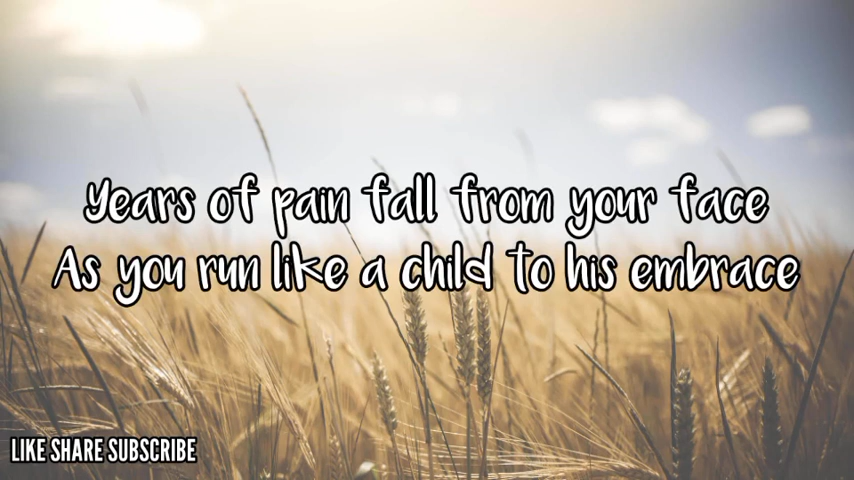 Years of pain fall from your face
As you run like a child to his embrace
LIKE SHARE SUBSCRIBE